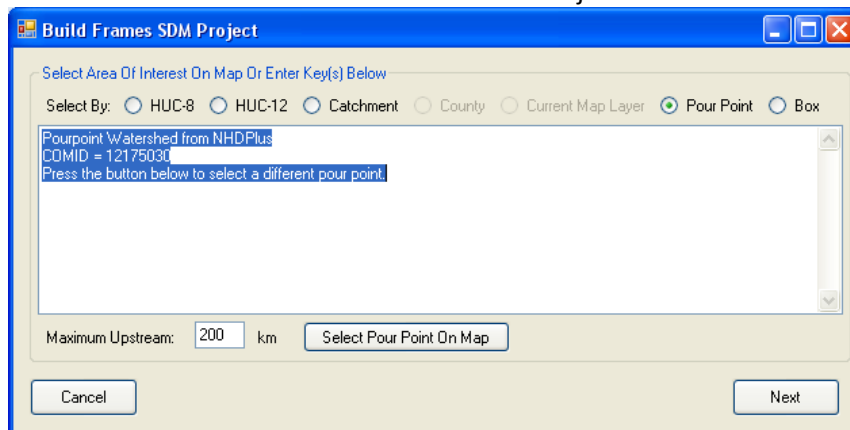 Build Frames SDM Project
Select Area Of Interest On Map Or Enter Key(s) Below
Select By: HUC-8 HUC-12 Catchment County Current Map Layer Pour Point Box
Pourpoint Watershed from NHDPlus
COMID = 12175030
Press the button below to select a different pour point.
Maximum Upstream: 200 km Select Pour Point On Map
Cancel Next